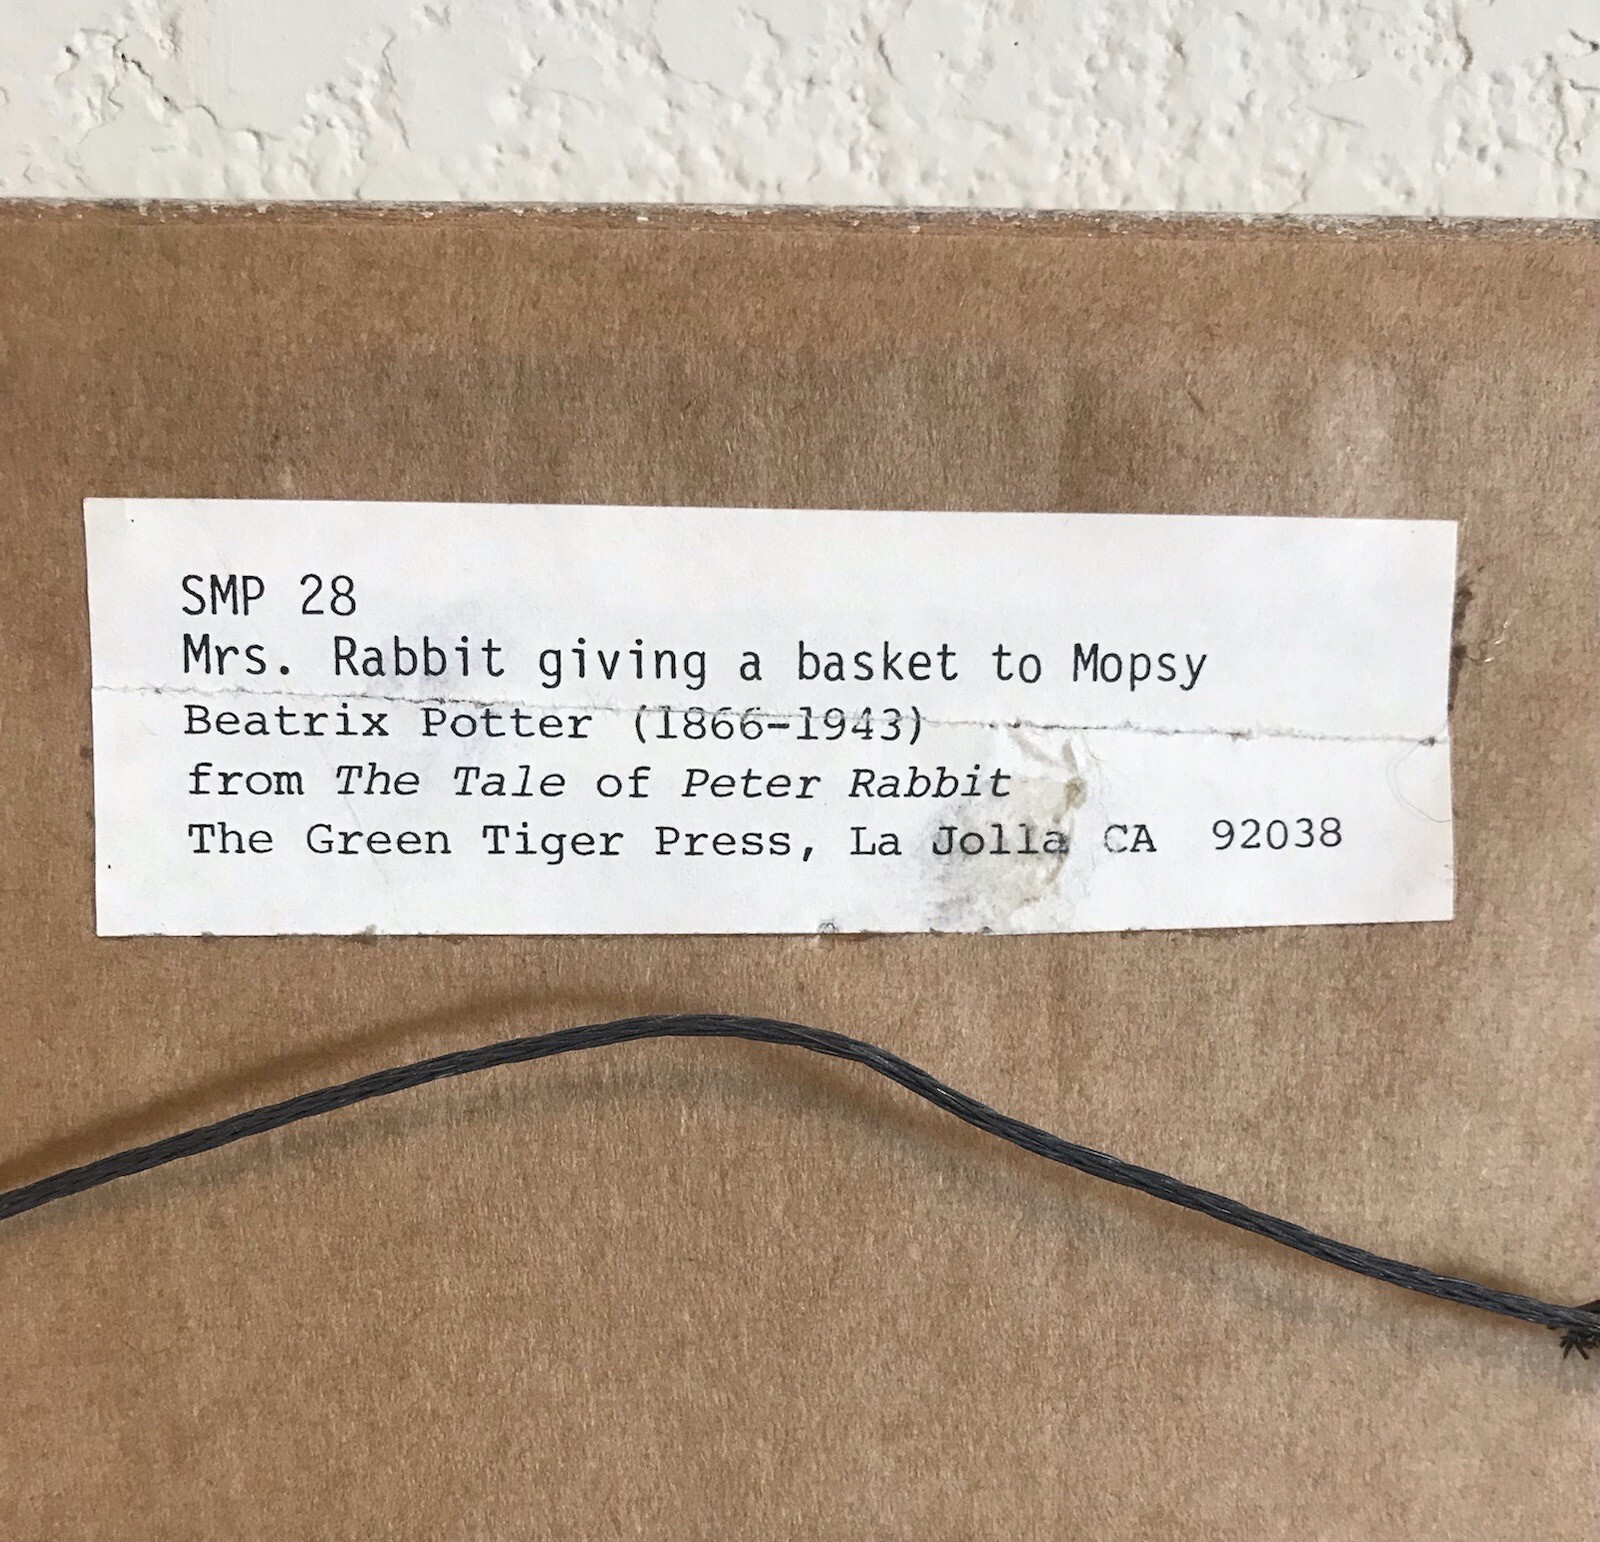 SMP 28
Mrs. Rabbit giving a basket to Mopsy
Beatrix Potter (1866-1943)
from The Tale of Peter Rabbit
The Green Tiger Press, La Jolla CA 92038